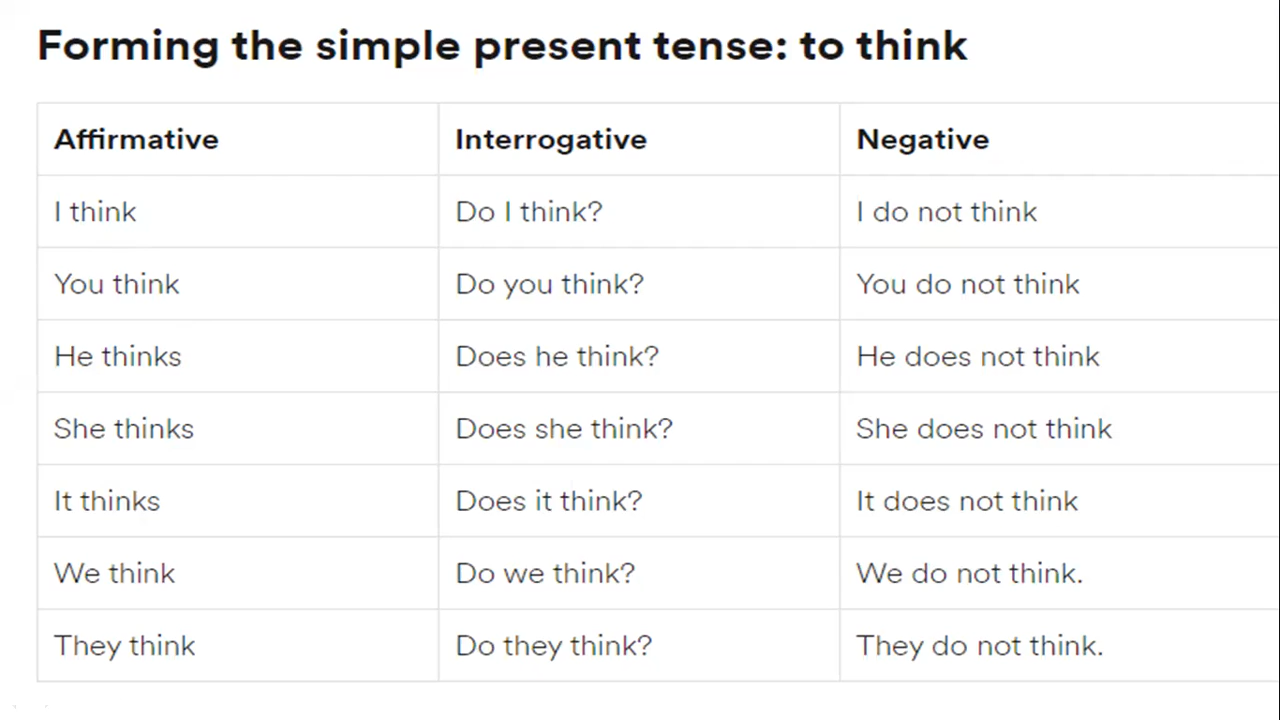 Forming the simple present tense: to think
Affirmative Interrogative Negative
I think Do I think? I do not think
You think Do you think? You do not think
He thinks Does he think? He does not think
She thinks Does she think? She does not think
It thinks Does it think? It does not think
We think Do we think? We do not think.
They think Do they think? They do not think.